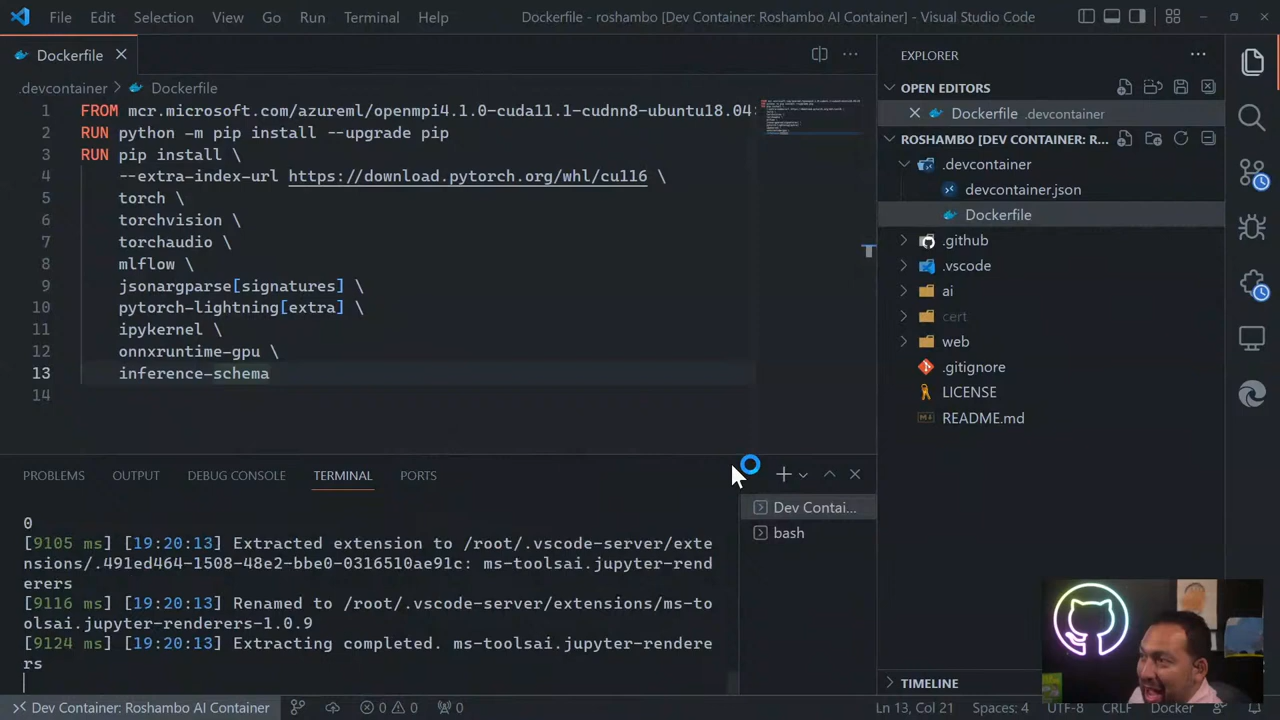 File Edit Selection View Go Run Terminal Help
Dockerfile - roshambo [Dev Container: Roshambo AI Container] - Visual Studio Code
Dockerfile
.devcontainer Dockerfile
1 FROM mcr.microsoft.com/azureml/openmpi4.1.0-cuda11.1-cudnn8-ubuntu18.04:
2 RUN python -m pip install --upgrade pip
3 RUN pip install \
4 --extra-index-url https://download.pytorch.org/whl/cu116 \
5 torch \
6 torchvision \
7 torchaudio \
8 mlflow \
9 jsonargparse[signatures] \
10 pytorch-lightning[extra] \
11 ipykernel \
12 onnxruntime-gpu \
13 inference-schema
14
EXPLORER
OPEN EDITORS
Dockerfile .devcontainer
ROSHAMBO [DEV CONTAINER: R...
.devcontainer
devcontainer.json
Dockerfile
.github
.vscode
ai
cert
web
.gitignore
LICENSE
README.md
TIMELINE
PROBLEMS OUTPUT DEBUG CONSOLE TERMINAL PORTS
0
[9105 ms] [19:20:13] Extracted extension to /root/.vscode-server/exte
nsions/.491ed464-1508-48e2-bbe0-0316510ae91c: ms-toolsai.jupyter-rend
erers
[9116 ms] [19:20:13] Renamed to /root/.vscode-server/extensions/ms-to
olsai.jupyter-renderers-1.0.9
[9124 ms] [19:20:13] Extracting completed. ms-toolsai.jupyter-rendere
rs
Dev Contai...
bash
Dev Container: Roshambo AI Container 0 0 0 Ln 13, Col 21 Spaces: 4 UTF-8 CRLF Docker